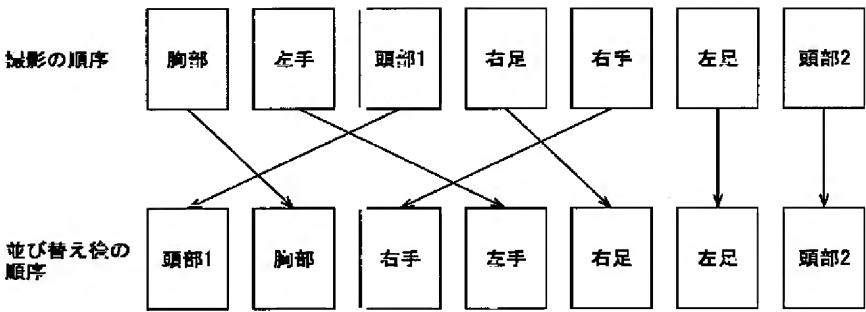 撮影の順序
胸部 左手 頭部1 右足 右手 左足 頭部2
並び替え後の
順序
頭部1 胸部 右手 左手 右足 左足 頭部2